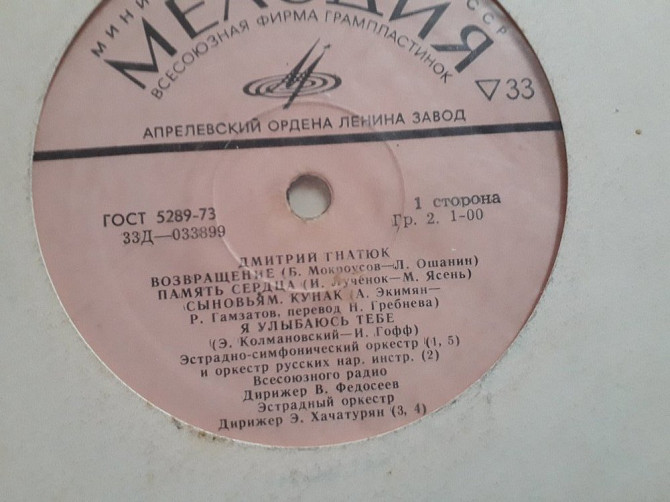 МИНИ ССР
МЕЛОДИЯ
ВСЕСОЮЗНАЯ ФИРМА ГРАМПЛАСТИНОК
33
АПРЕЛЕВСКИЙ ОРДЕНА ЛЕНИНА ЗАВОД
ГОСТ 5289-73
33Д—033899
1 сторона
Гр. 2. 1-00
ДМИТРИЙ ГНАТЮК
ВОЗВРАЩЕНИЕ (Б. Мокроусов—Л. Ошанин)
ПАМЯТЬ СЕРДЦА (И. Лученок—М. Ясень)
СЫНОВЬЯМ. КУНАК (А. Экимян—
Р. Гамзатов, перевод Н. Гребнева)
Я УЛЫБАЮСЬ ТЕБЕ
(Э. Колмановский—И. Гофф)
Эстрадно-симфонический оркестр (1, 5)
и оркестр русских нар. инстр. (2)
Всесоюзного радио
Дирижер В. Федосеев
Эстрадный оркестр
Дирижер Э. Хачатурян (3, 4)